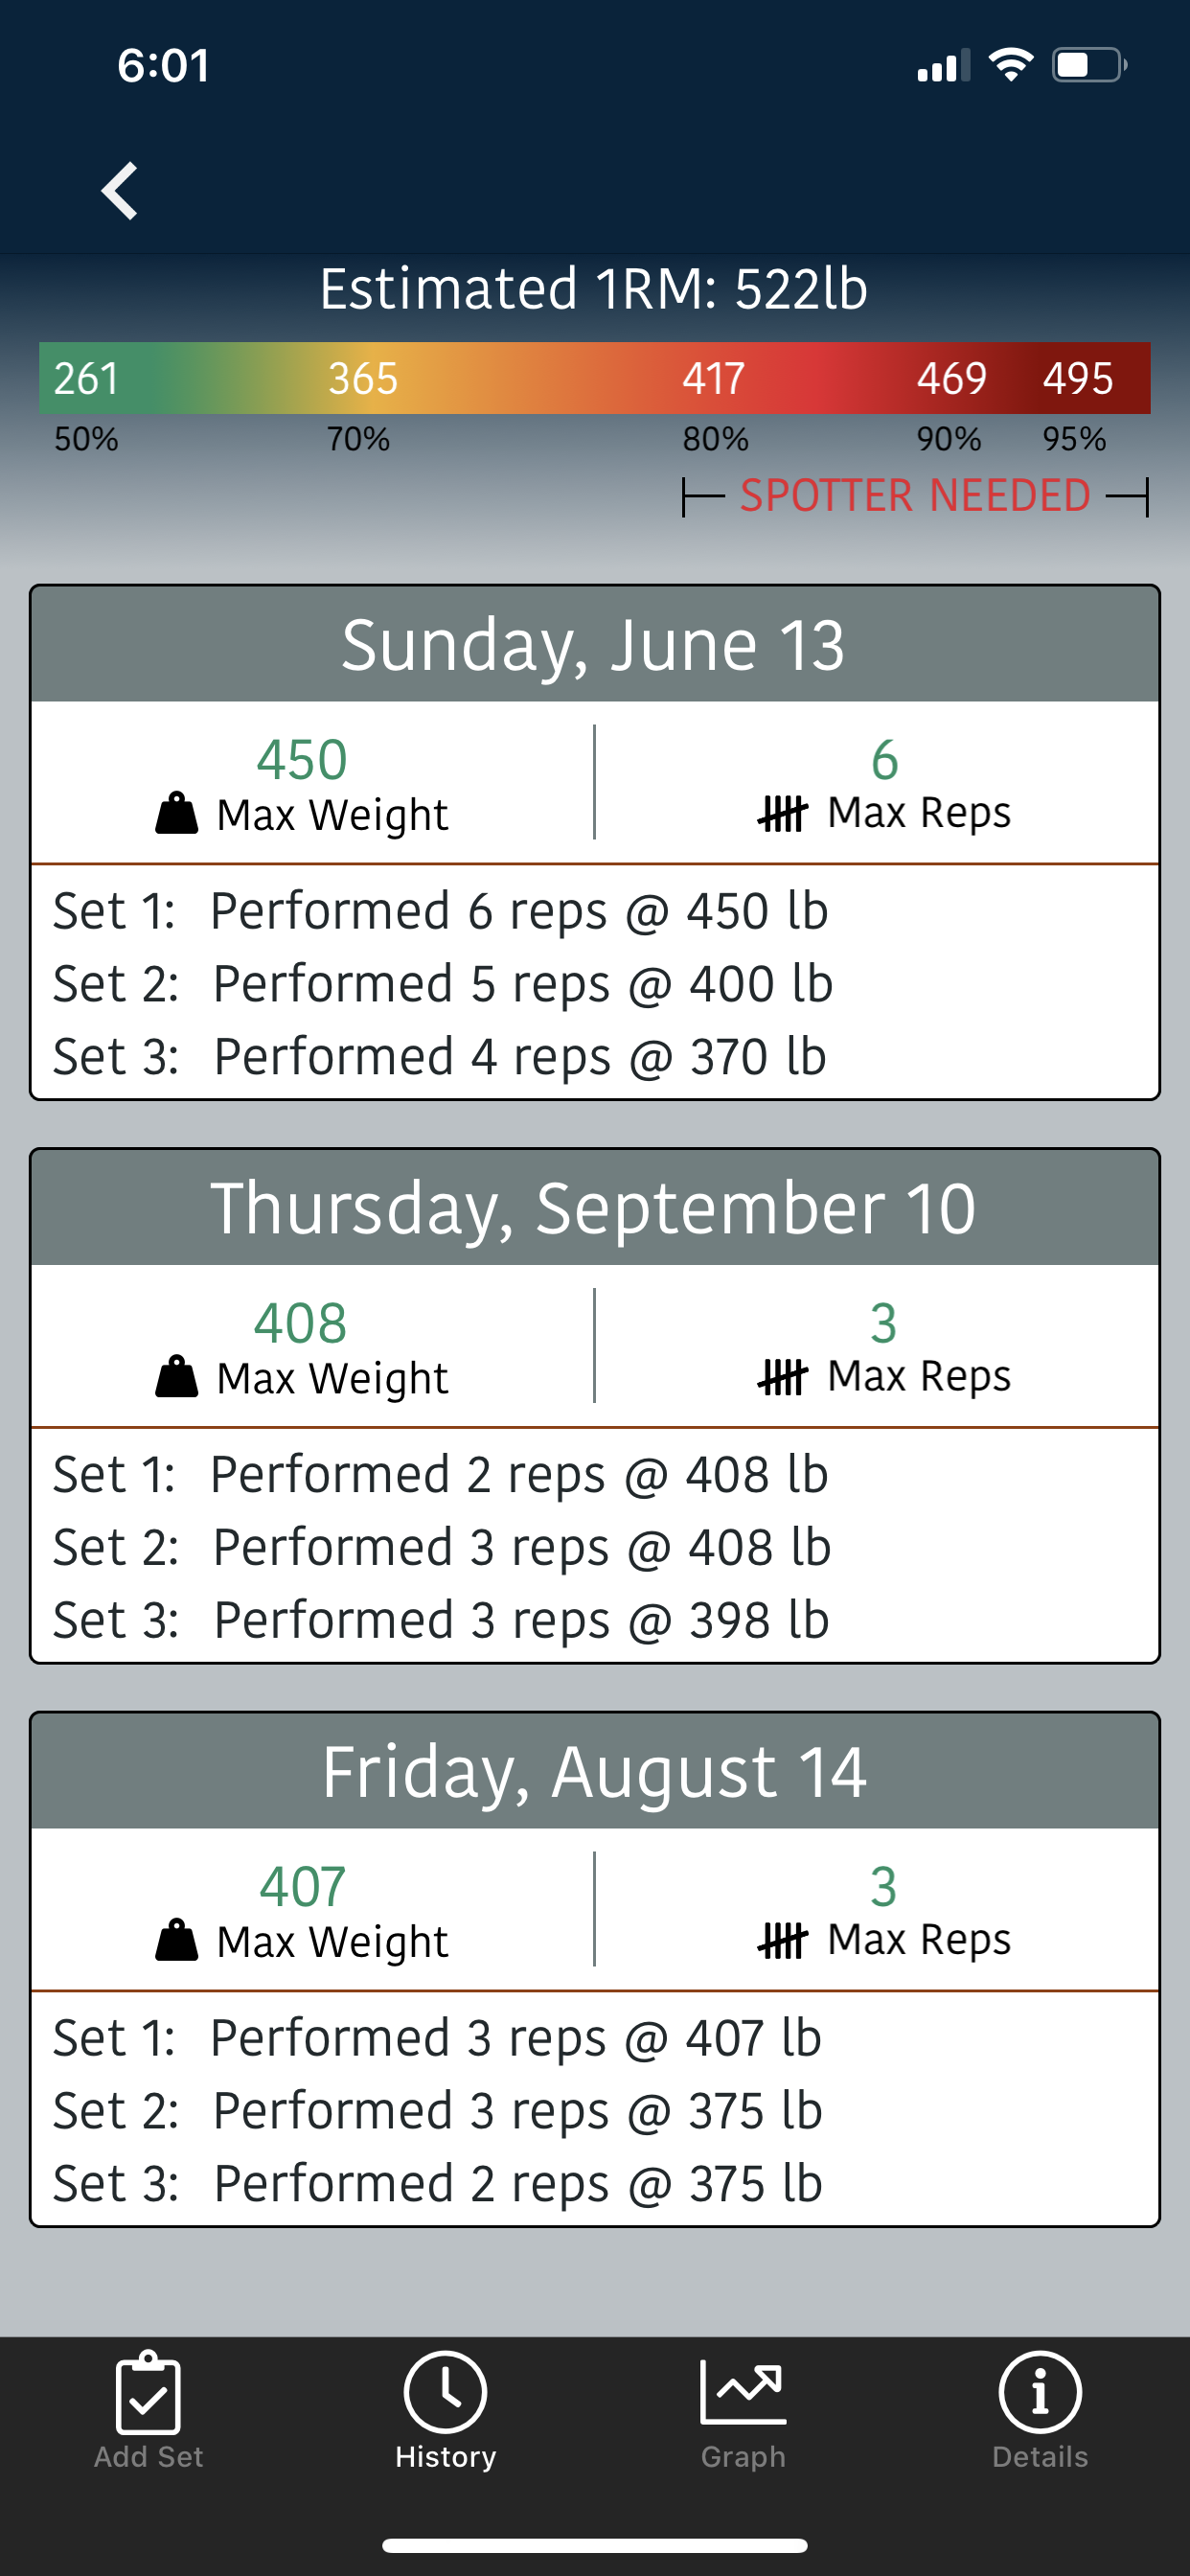 6:01
Estimated 1RM: 522lb
261 365 417 469 495
50% 70% 80% 90% 95%
SPOTTER NEEDED
Sunday, June 13
450 6
Max Weight Max Reps
Set 1: Performed 6 reps @ 450 lb
Set 2: Performed 5 reps @ 400 lb
Set 3: Performed 4 reps @ 370 lb
Thursday, September 10
408 3
Max Weight Max Reps
Set 1: Performed 2 reps @ 408 lb
Set 2: Performed 3 reps @ 408 lb
Set 3: Performed 3 reps @ 398 lb
Friday, August 14
407 3
Max Weight Max Reps
Set 1: Performed 3 reps @ 407 lb
Set 2: Performed 3 reps @ 375 lb
Set 3: Performed 2 reps @ 375 lb
Add Set History Graph Details